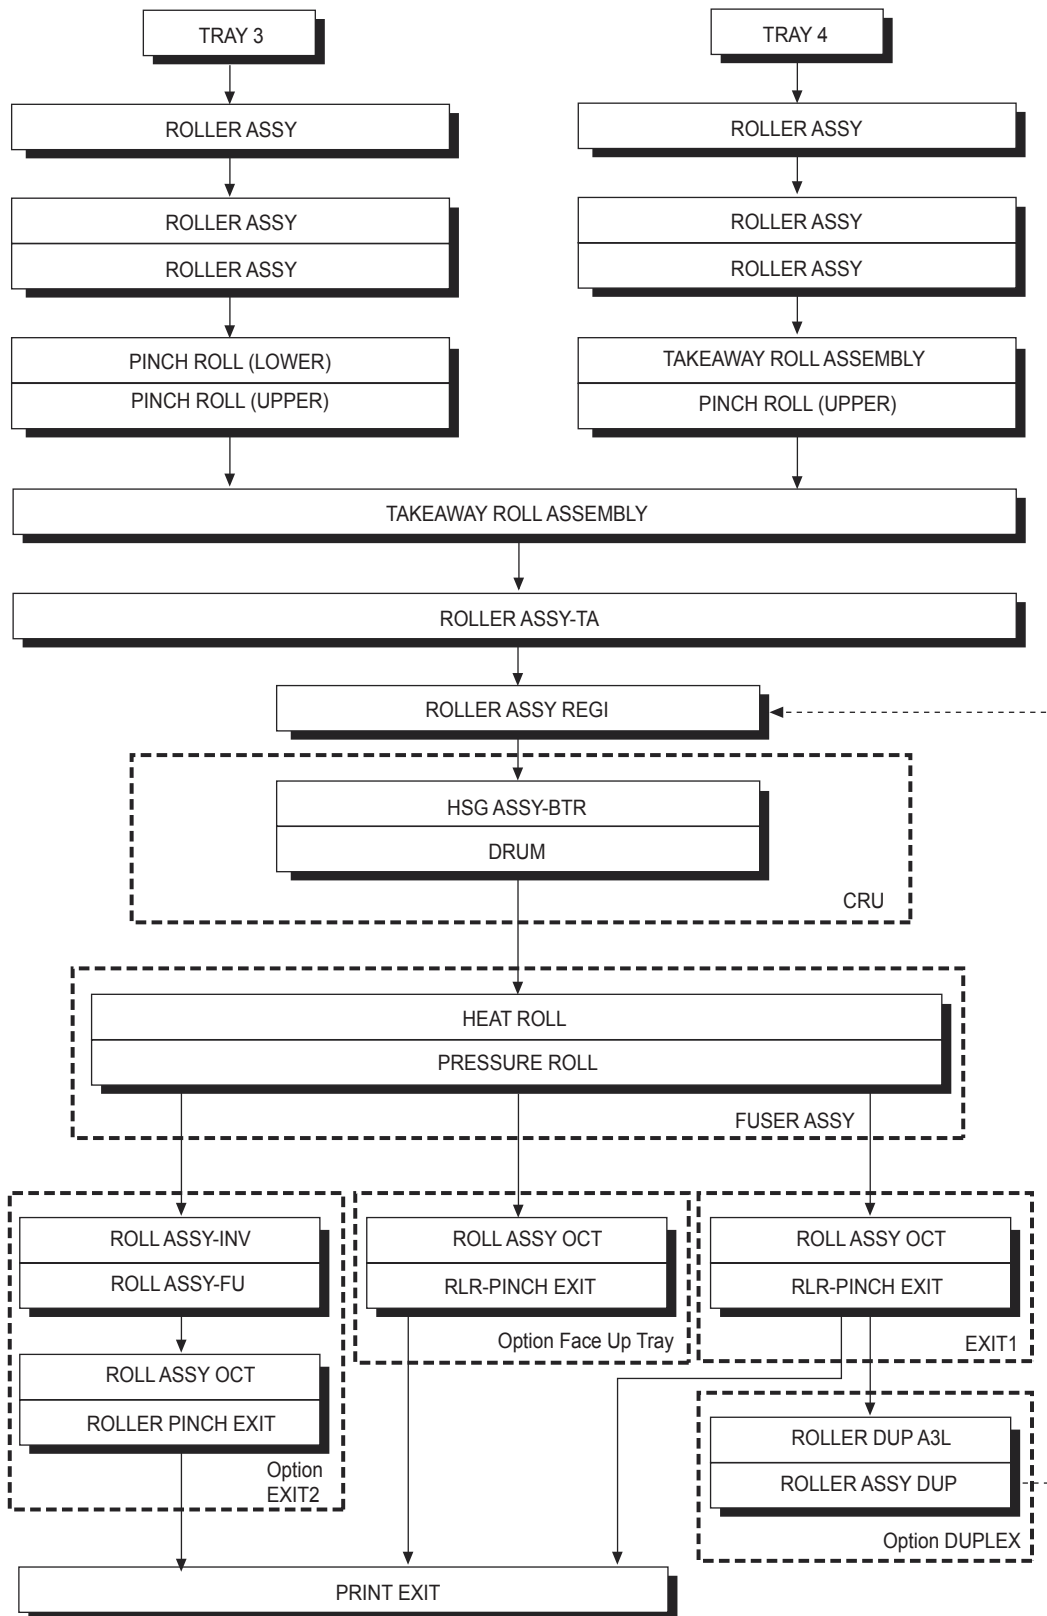 TRAY 3
TRAY 4
ROLLER ASSY
ROLLER ASSY
ROLLER ASSY
ROLLER ASSY
ROLLER ASSY
ROLLER ASSY
PINCH ROLL (LOWER)
TAKEAWAY ROLL ASSEMBLY
PINCH ROLL (UPPER)
PINCH ROLL (UPPER)
TAKEAWAY ROLL ASSEMBLY
ROLLER ASSY-TA
ROLLER ASSY REGI
HSG ASSY-BTR
DRUM
CRU
HEAT ROLL
PRESSURE ROLL
FUSER ASSY
ROLL ASSY-INV
ROLL ASSY OCT
ROLL ASSY OCT
ROLL ASSY-FU
RLR-PINCH EXIT
RLR-PINCH EXIT
Option Face Up Tray
EXIT1
ROLL ASSY OCT
ROLLER PINCH EXIT
Option
EXIT2
ROLLER DUP A3L
ROLLER ASSY DUP
Option DUPLEX
PRINT EXIT